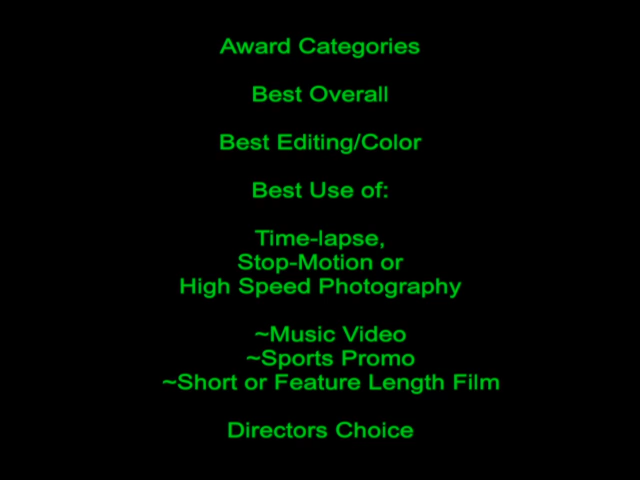 Award Categories
Best Overall
Best Editing/Color
Best Use of:
Time-lapse,
Stop-Motion or
High Speed Photography
~Music Video
~Sports Promo
~Short or Feature Length Film
Directors Choice